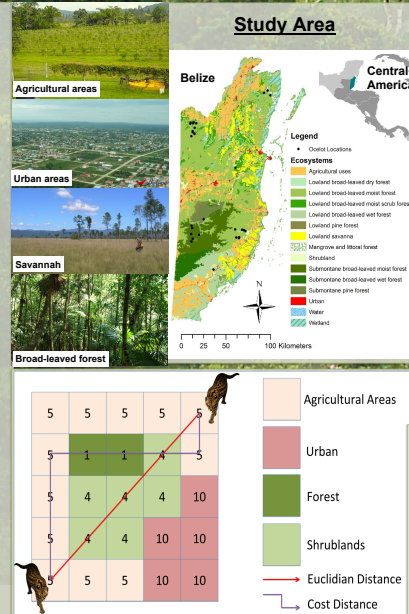 Study Area
Agricultural areas
Urban areas
Savannah
Broad-leaved forest
Belize
Central
America
Legend
Ocelot Locations
Ecosystems
Agricultural uses
Lowland broad-leaved dry forest
Lowland broad-leaved moist forest
Lowland broad-leaved moist scrub forest
Lowland broad-leaved wet forest
Lowland pine forest
Lowland savanna
Mangrove and littoral forest
Shrubland
Submontane broad-leaved moist forest
Submontane broad-leaved wet forest
Submontane pine forest
Urban
Water
Wetland
N
0 25 50 100 Kilometers
5 5 5 5 5
5 1 1 4 5
5 4 4 4 10
5 4 4 10 10
5 5 5 10 10
Agricultural Areas
Urban
Forest
Shrublands
Euclidian Distance
Cost Distance